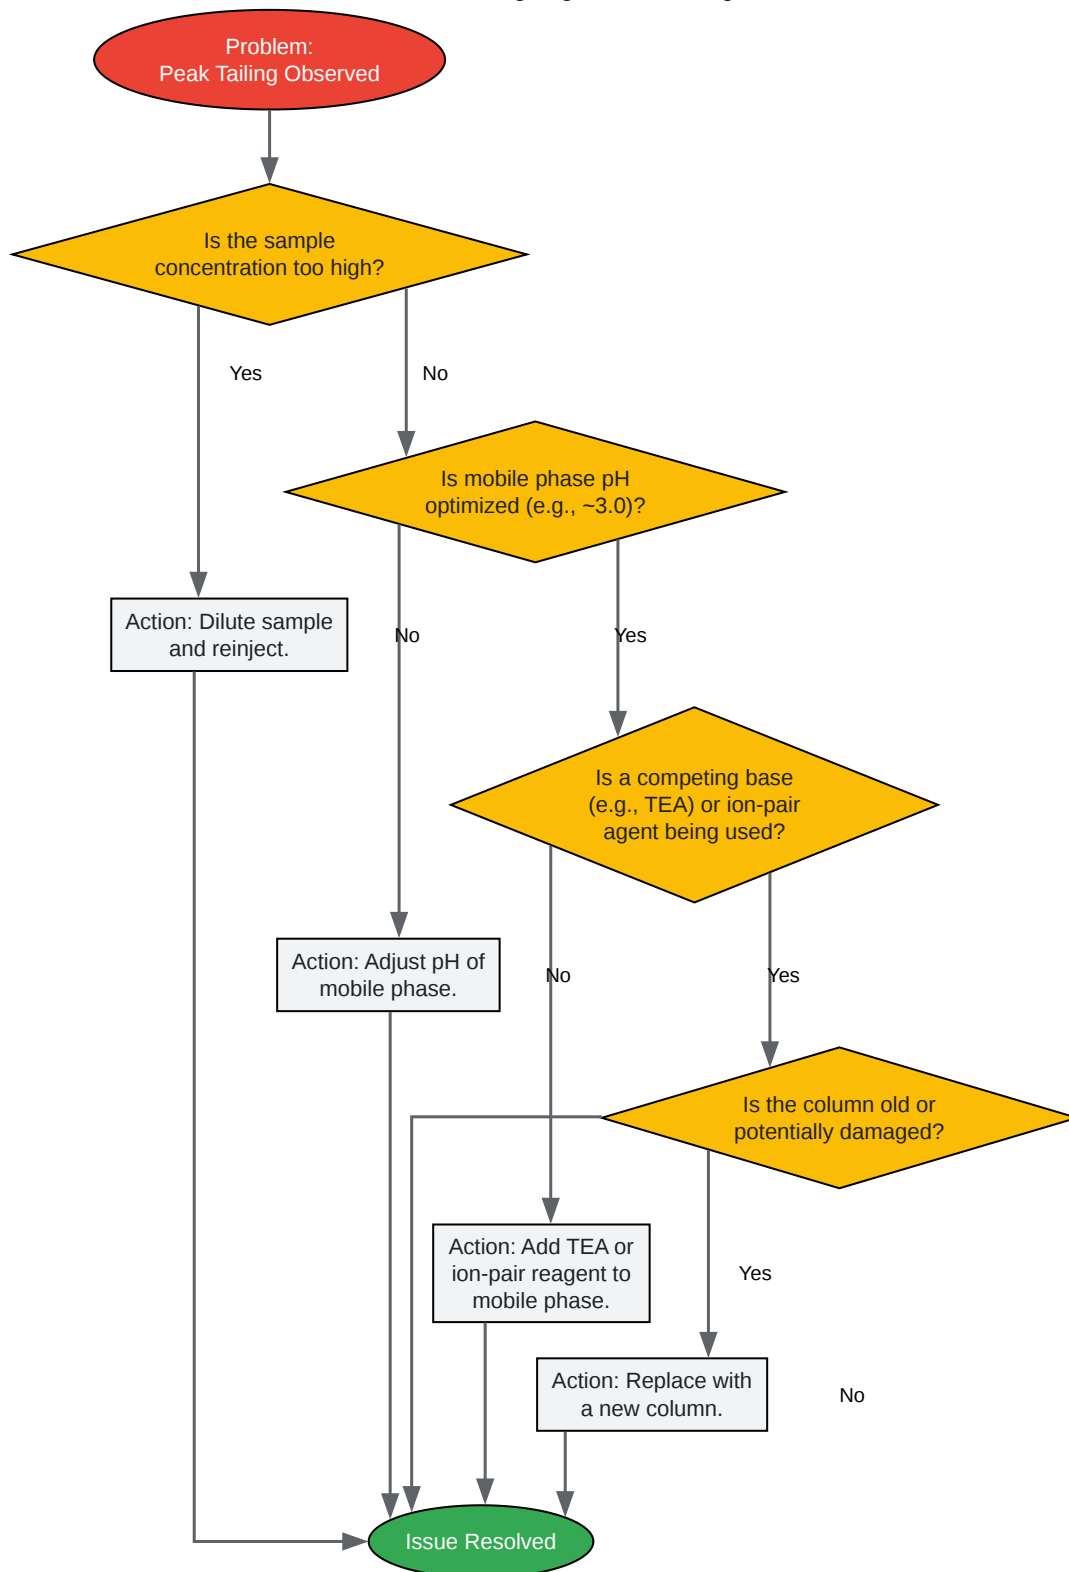 Problem:
Peak Tailing Observed
Is the sample
concentration too high?
Yes
No
Is mobile phase pH
optimized (e.g., ~3.0)?
Action: Dilute sample
and reinject.
No
Yes
Is a competing base
(e.g., TEA) or ion-pair
agent being used?
Action: Adjust pH of
mobile phase.
No
Yes
Is the column old or
potentially damaged?
Action: Add TEA or
ion-pair reagent to
mobile phase.
Yes
Action: Replace with
a new column.
No
Issue Resolved